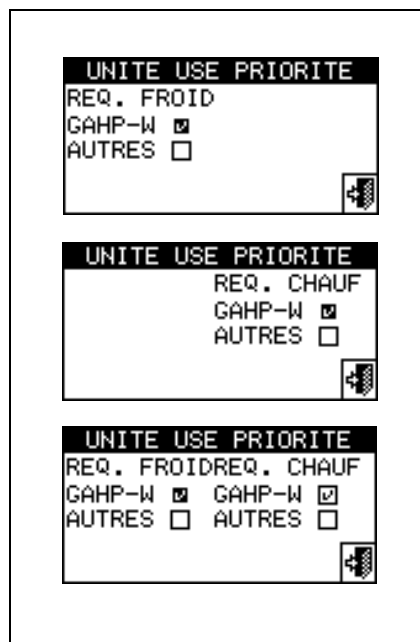 UNITE USE PRIORITE
REQ. FROID
GAHP-W
AUTRES
UNITE USE PRIORITE
REQ. CHAUF
GAHP-W
AUTRES
UNITE USE PRIORITE
REQ. FROIDREQ. CHAUF
GAHP-W GAHP-W
AUTRES AUTRES